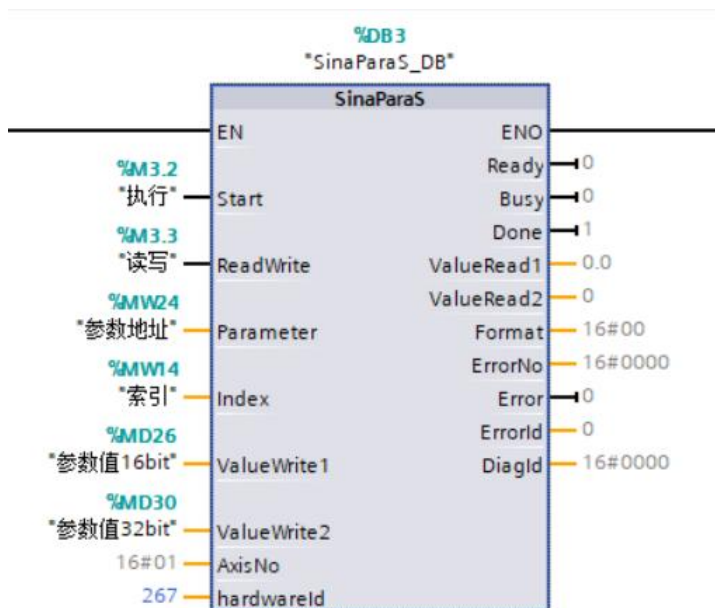 %DB3
"SinaParaS_DB"
SinaParaS
EN ENO
%M3.2 Ready 0
"执行" Start Busy 0
%M3.3 Done 1
"读写" ReadWrite ValueRead1 0.0
%MW24 ValueRead2 0
"参数地址" Parameter Format 16#00
%MW14 ErrorNo 16#0000
"索引" Index Error 0
%MD26 ErrorId 0
"参数值16bit" ValueWrite1 DiagId 16#0000
%MD30
"参数值32bit" ValueWrite2
16#01 AxisNo
267 hardwareId